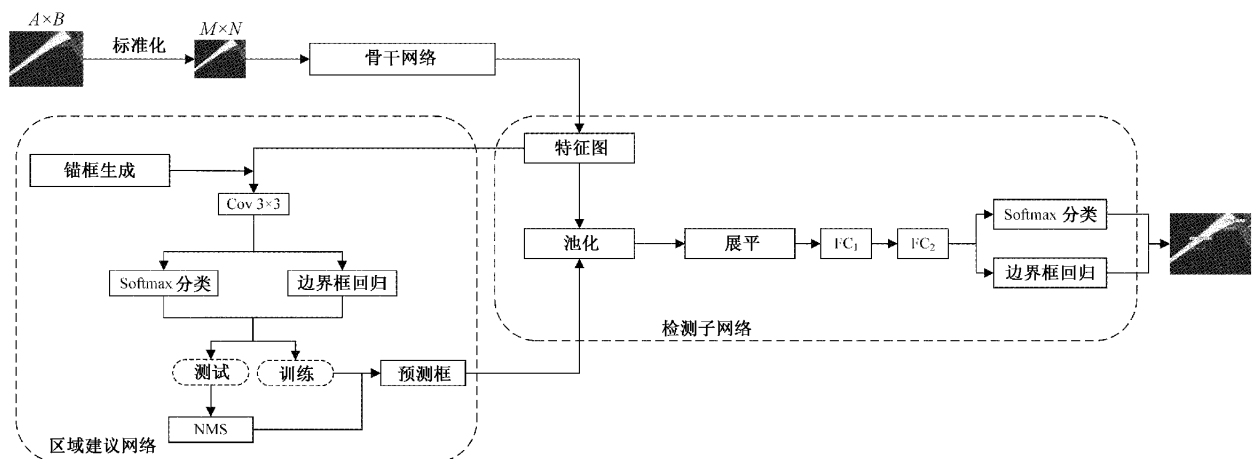 A×B
标准化
M×N
骨干网络
特征图
锚框生成
Cov 3×3
Softmax 分类
边界框回归
测试
训练
预测框
NMS
区域建议网络
池化
展平
FC₁
FC₂
Softmax 分类
边界框回归
检测子网络